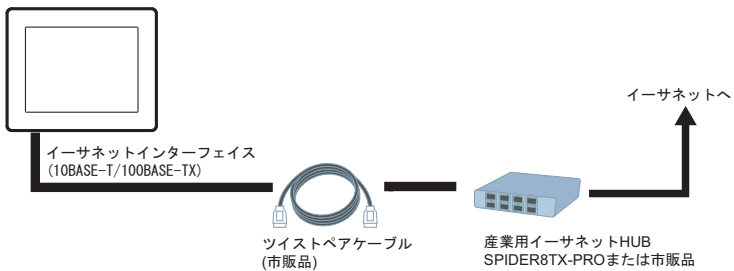 イーサネットへ
イーサネットインターフェイス
(10BASE-T/100BASE-TX)
ツイストペアケーブル
(市販品)
産業用イーサネットHUB
SPIDER8TX-PROまたは市販品